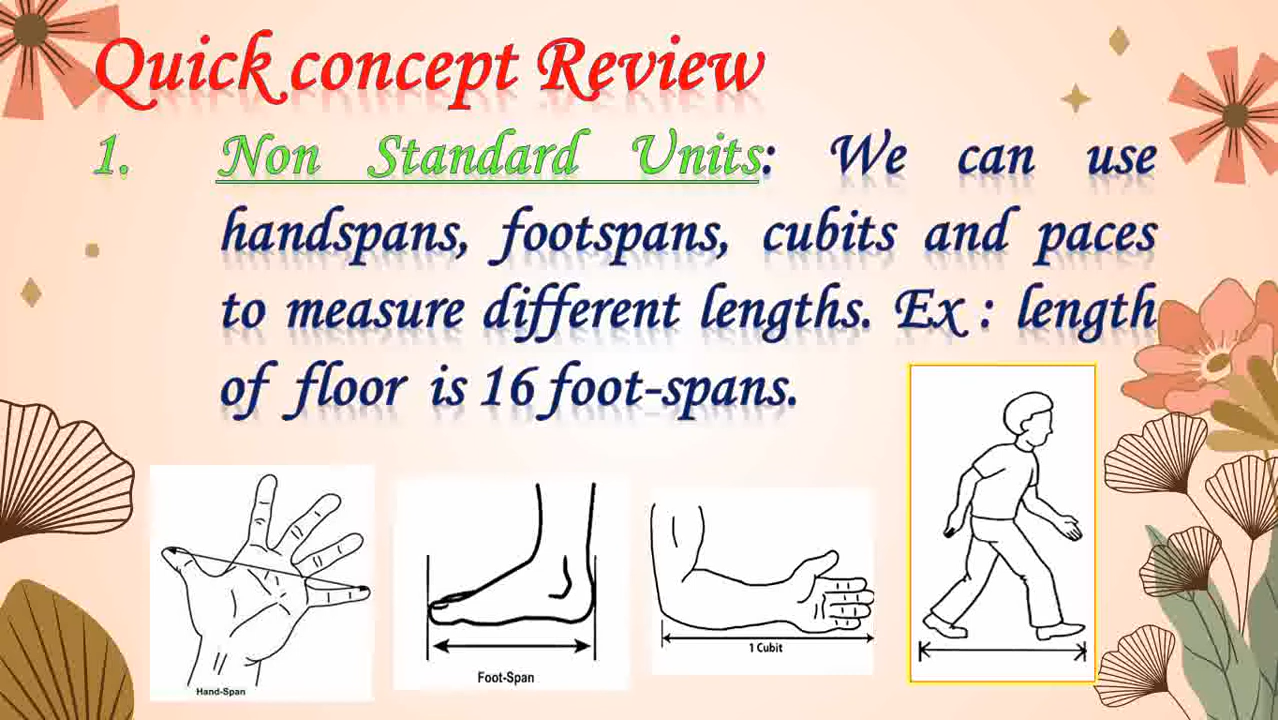 Quick concept Review
1. Non Standard Units: We can use
handspans, footspans, cubits and paces
to measure different lengths. Ex : length
of floor is 16 foot-spans.
Hand-Span
Foot-Span
1 Cubit